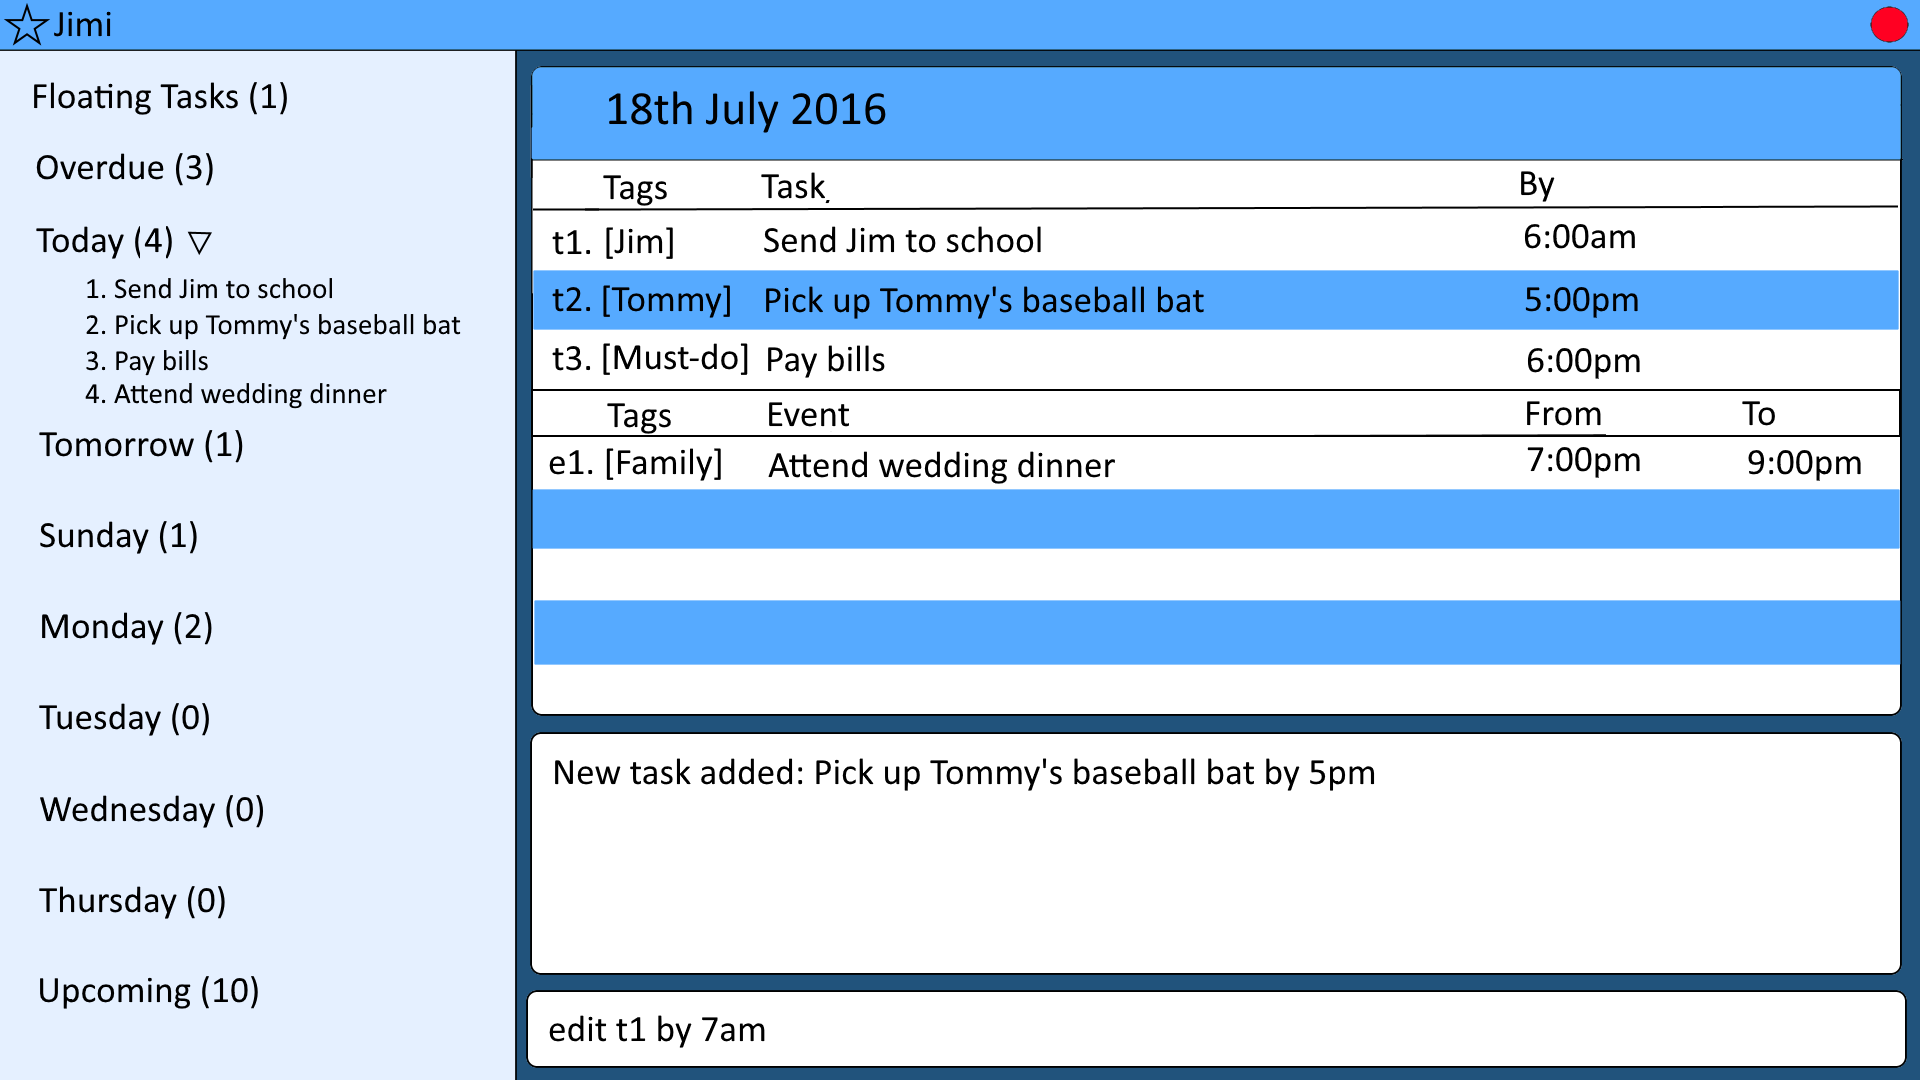 Jimi
Floating Tasks (1)
Overdue (3)
Today (4)
1. Send Jim to school
2. Pick up Tommy's baseball bat
3. Pay bills
4. Attend wedding dinner
Tomorrow (1)
Sunday (1)
Monday (2)
Tuesday (0)
Wednesday (0)
Thursday (0)
Upcoming (10)
18th July 2016
Tags Task By
t1. [Jim] Send Jim to school 6:00am
t2. [Tommy] Pick up Tommy's baseball bat 5:00pm
t3. [Must-do] Pay bills 6:00pm
Tags Event From To
e1. [Family] Attend wedding dinner 7:00pm 9:00pm
New task added: Pick up Tommy's baseball bat by 5pm
edit t1 by 7am